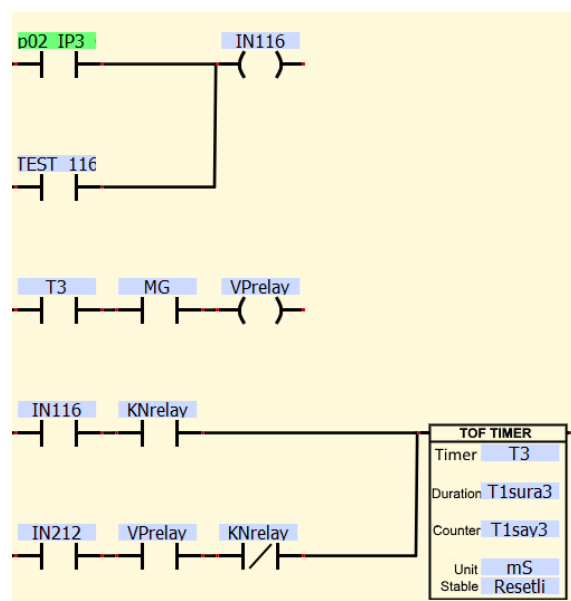 p02 IP3
IN116
TEST 116
T3 MG VPrelay
IN116 KNrelay
TOF TIMER
Timer T3
Duration T1sura3
Counter T1say3
IN212 VPrelay KNrelay
Unit mS
Stable Resetli